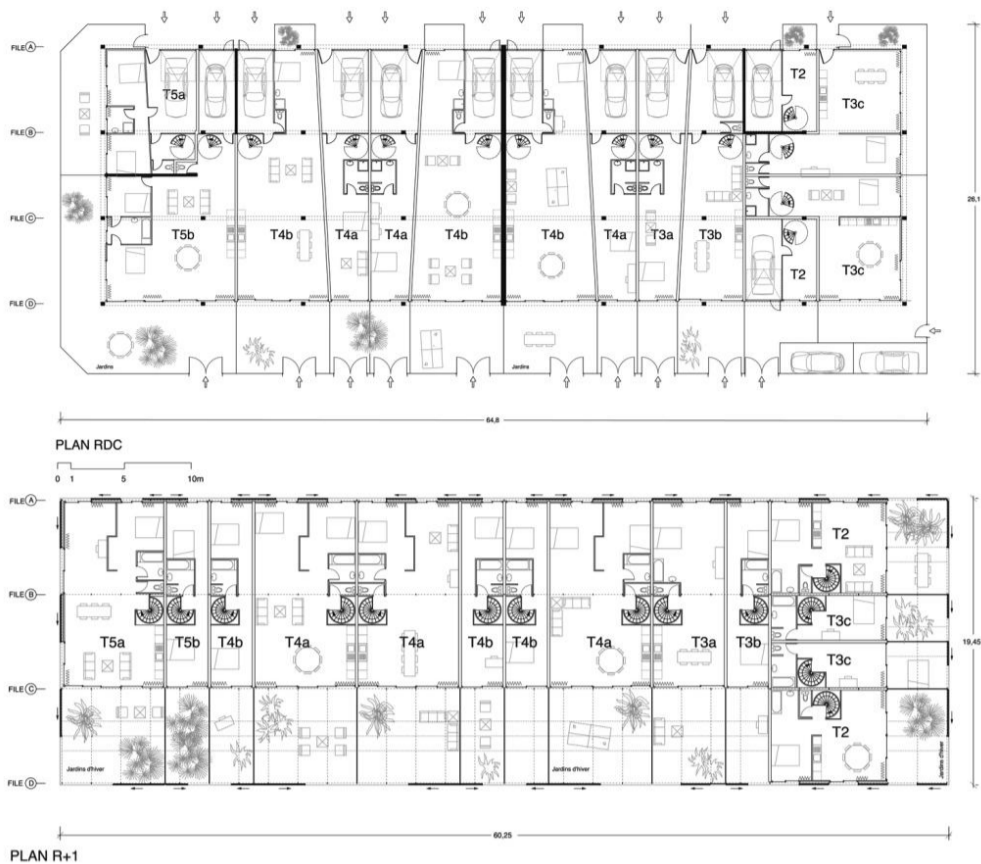 FILE A
T5a
T2
T3c
FILE B
FILE C
T5b
T4b
T4a
T4a
T4b
T4b
T4a
T3a
T3b
T2
T3c
FILE D
Jardins
Jardins
26,1
64,8
PLAN RDC
0 1 5 10m
FILE A
T2
FILE B
T5a
T5b
T4b
T4a
T4a
T4b
T4b
T4a
T3a
T3b
T3c
T3c
19,45
FILE C
T2
Jardins d'hiver
Jardins d'hiver
Jardins d'hiver
FILE D
60,25
PLAN R+1